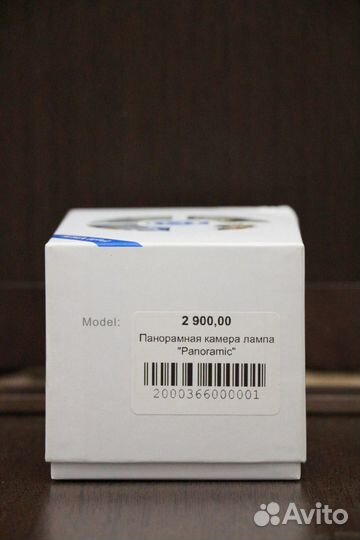 Model:
2 900,00
Панорамная камера лампа
"Panoramic"
2000366000001
Avito